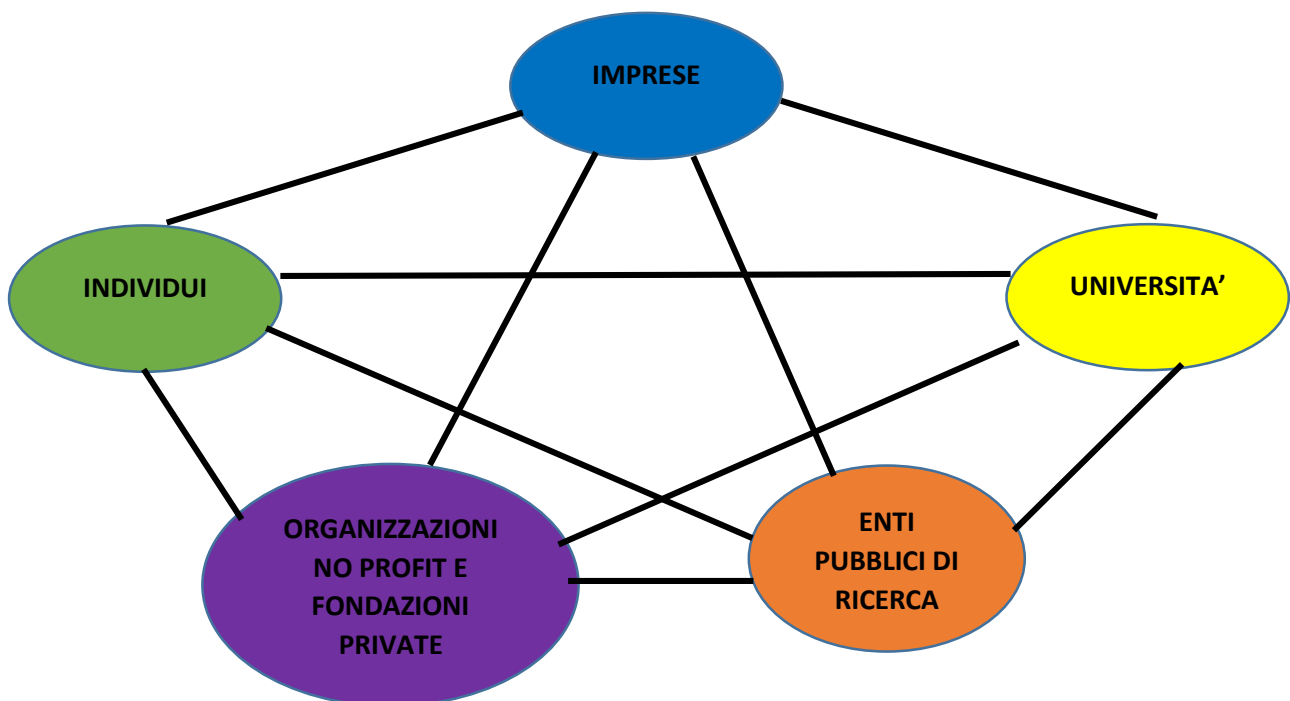 IMPRESE
INDIVIDUI
UNIVERSITA’
ORGANIZZAZIONI
NO PROFIT E
FONDAZIONI
PRIVATE
ENTI
PUBBLICI DI
RICERCA